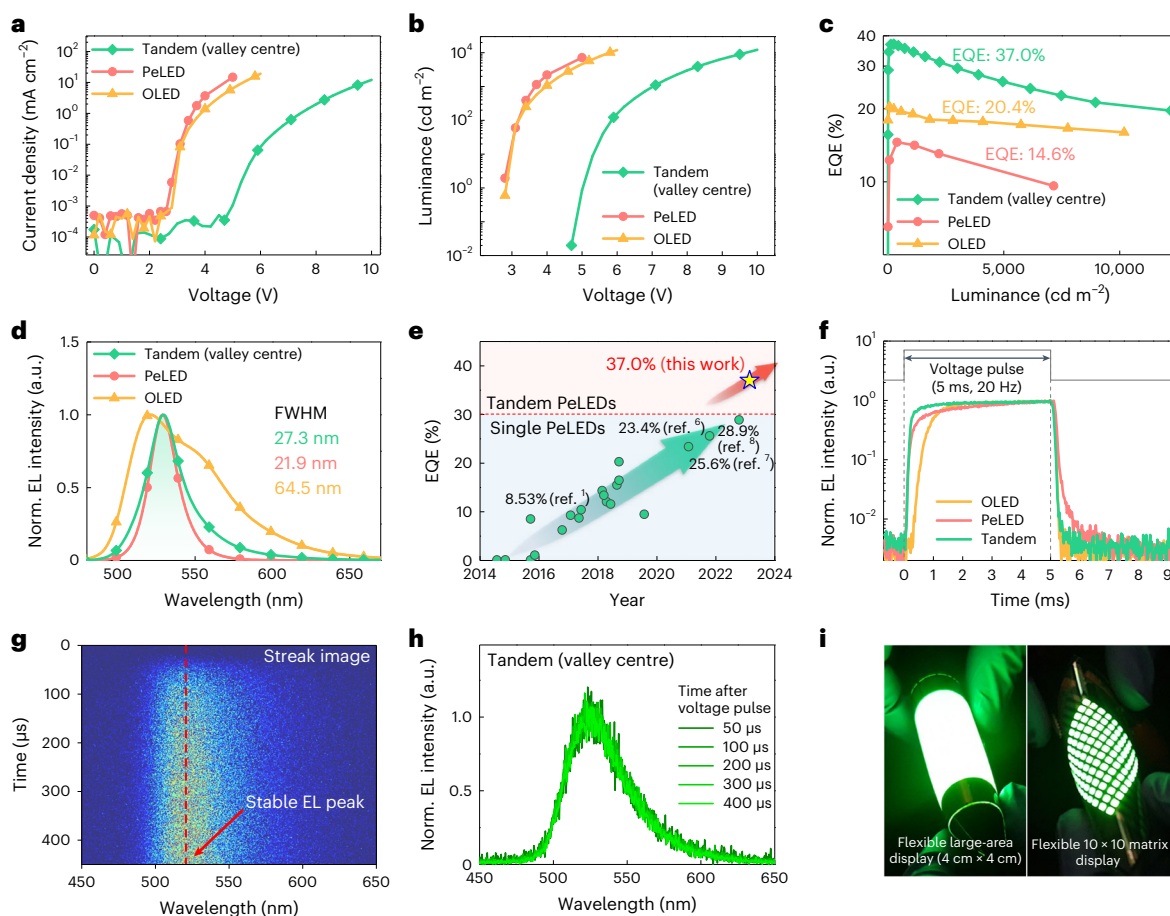 a
Current density (mA cm⁻²)
10²
10¹
10⁰
10⁻¹
10⁻²
10⁻³
10⁻⁴
Tandem (valley centre)
PeLED
OLED
0 2 4 6 8 10
Voltage (V)
b
Luminance (cd m⁻²)
10⁴
10²
10⁰
10⁻²
Tandem
(valley centre)
PeLED
OLED
3 4 5 6 7 8 9 10
Voltage (V)
c
EQE (%)
40
30
20
10
EQE: 37.0%
EQE: 20.4%
EQE: 14.6%
Tandem (valley centre)
PeLED
OLED
0 5,000 10,000
Luminance (cd m⁻²)
d
Norm. EL intensity (a.u.)
1.5
1.0
0.5
0
Tandem (valley centre)
PeLED
OLED
FWHM
27.3 nm
21.9 nm
64.5 nm
500 550 600 650
Wavelength (nm)
e
EQE (%)
40
30
20
10
0
37.0% (this work)
Tandem PeLEDs
Single PeLEDs
23.4% (ref. ⁶)
28.9%
(ref. ⁸)
25.6% (ref. ⁷)
8.53% (ref. ¹)
2014 2016 2018 2020 2022 2024
Year
f
Norm. EL intensity (a.u.)
10¹
10⁰
10⁻¹
10⁻²
Voltage pulse
(5 ms, 20 Hz)
OLED
PeLED
Tandem
0 1 2 3 4 5 6 7 8 9
Time (ms)
g
Time (µs)
0
100
200
300
400
Streak image
Stable EL peak
450 500 550 600 650
Wavelength (nm)
h
Norm. EL intensity (a.u.)
1.0
0.5
0
Tandem (valley centre)
Time after
voltage pulse
50 µs
100 µs
200 µs
300 µs
400 µs
450 500 550 600 650
Wavelength (nm)
i
Flexible large-area
display (4 cm × 4 cm)
Flexible 10 × 10 matrix
display